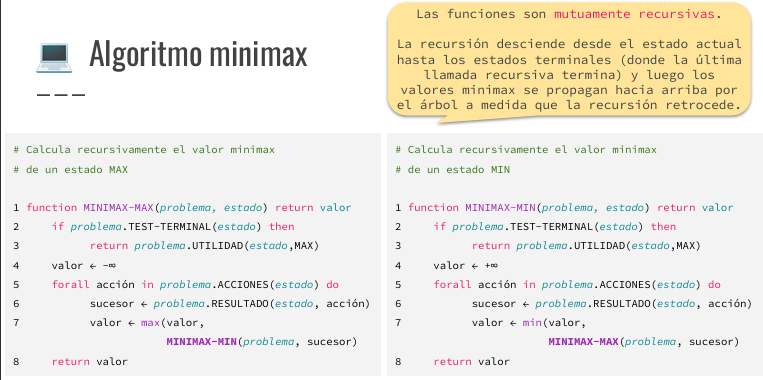 Algoritmo minimax
Las funciones son mutuamente recursivas.
La recursión desciende desde el estado actual
hasta los estados terminales (donde la última
llamada recursiva termina) y luego los
valores minimax se propagan hacia arriba por
el árbol a medida que la recursión retrocede.
# Calcula recursivamente el valor minimax
# de un estado MAX
1 function MINIMAX-MAX(problema, estado) return valor
2 if problema.TEST-TERMINAL(estado) then
3 return problema.UTILIDAD(estado,MAX)
4 valor ← -∞
5 forall acción in problema.ACCIONES(estado) do
6 sucesor ← problema.RESULTADO(estado, acción)
7 valor ← max(valor,
MINIMAX-MIN(problema, sucesor)
8 return valor
# Calcula recursivamente el valor minimax
# de un estado MIN
1 function MINIMAX-MIN(problema, estado) return valor
2 if problema.TEST-TERMINAL(estado) then
3 return problema.UTILIDAD(estado,MAX)
4 valor ← +∞
5 forall acción in problema.ACCIONES(estado) do
6 sucesor ← problema.RESULTADO(estado, acción)
7 valor ← min(valor,
MINIMAX-MAX(problema, sucesor)
8 return valor